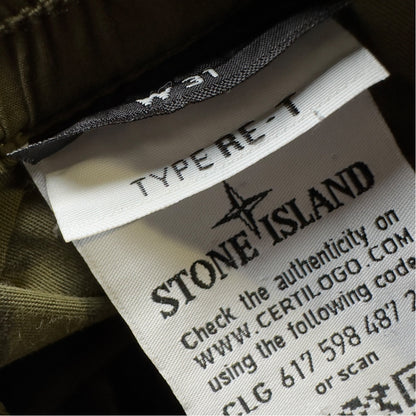 W 31
TYPE RE-T
STONE ISLAND
Check the authenticity on
WWW.CERTILOGO.COM
using the following code
CLG 617 598 487
or scan